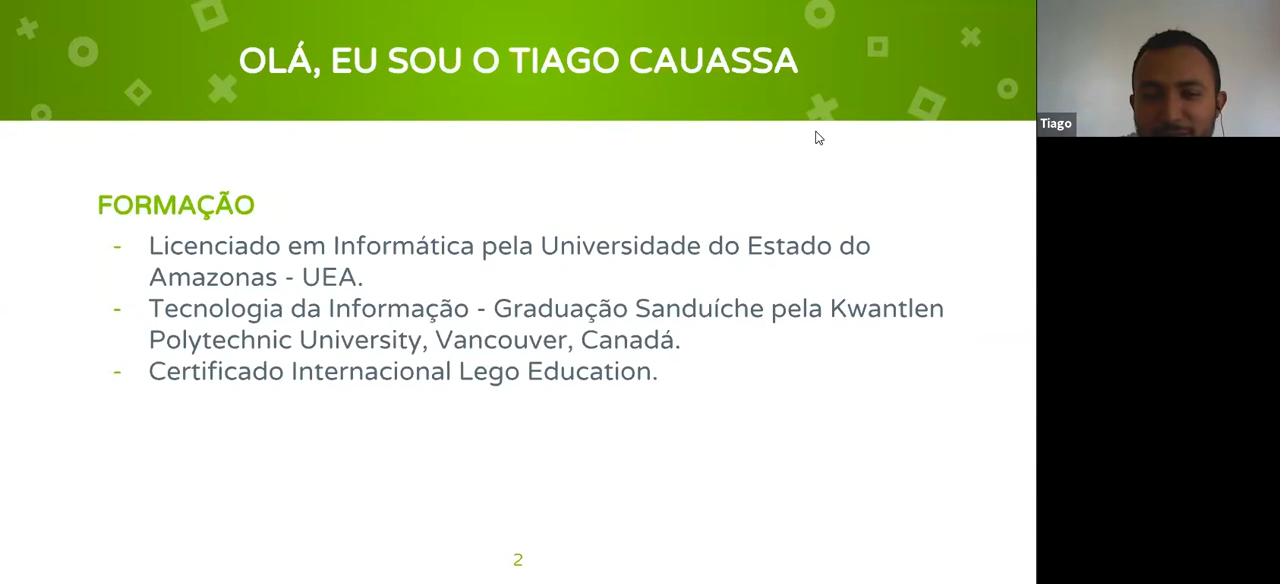 OLÁ, EU SOU O TIAGO CAUASSA
Tiago
FORMAÇÃO
- Licenciado em Informática pela Universidade do Estado do
Amazonas - UEA.
- Tecnologia da Informação - Graduação Sanduíche pela Kwantlen
Polytechnic University, Vancouver, Canadá.
- Certificado Internacional Lego Education.
2